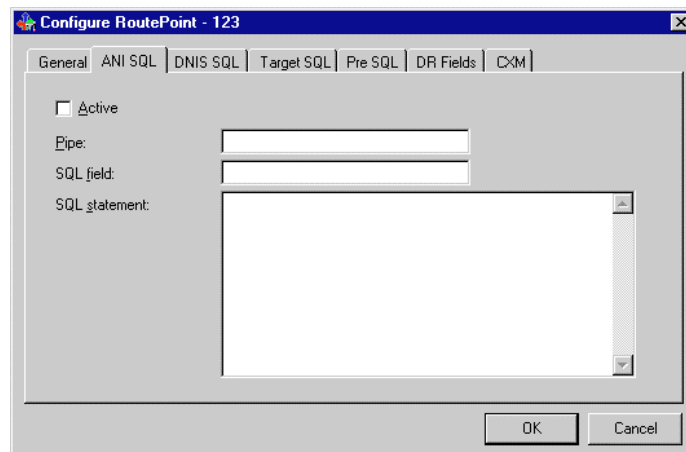 Configure RoutePoint - 123
General ANI SQL DNIS SQL Target SQL Pre SQL DR Fields CXM
Active
Pipe:
SQL field:
SQL statement:
OK Cancel